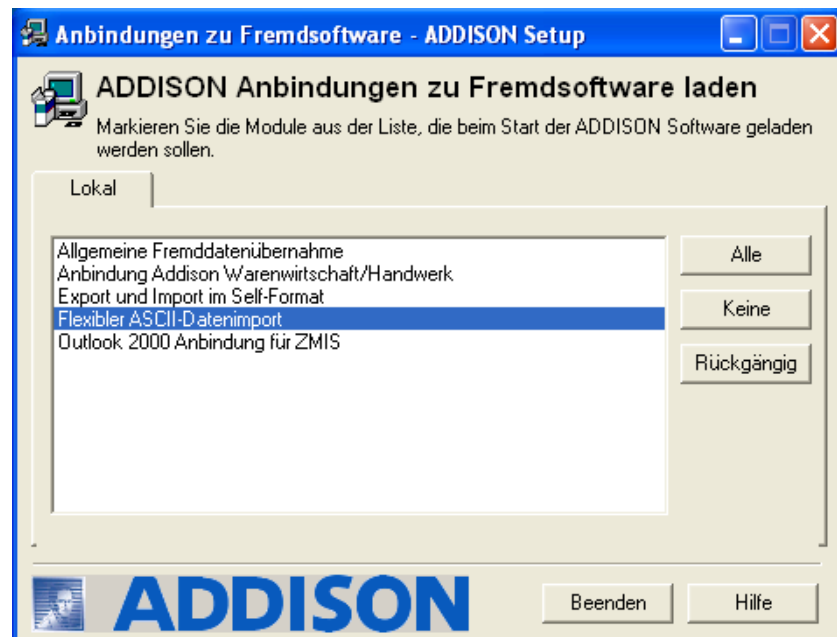 Anbindungen zu Fremdsoftware - ADDISON Setup
ADDISON Anbindungen zu Fremdsoftware laden
Markieren Sie die Module aus der Liste, die beim Start der ADDISON Software geladen
werden sollen.
Lokal
Allgemeine Fremddatenübernahme
Anbindung Addison Warenwirtschaft/Handwerk
Export und Import im Self-Format
Flexibler ASCII-Datenimport
Outlook 2000 Anbindung für ZMIS
Alle
Keine
Rückgängig
ADDISON
Beenden
Hilfe